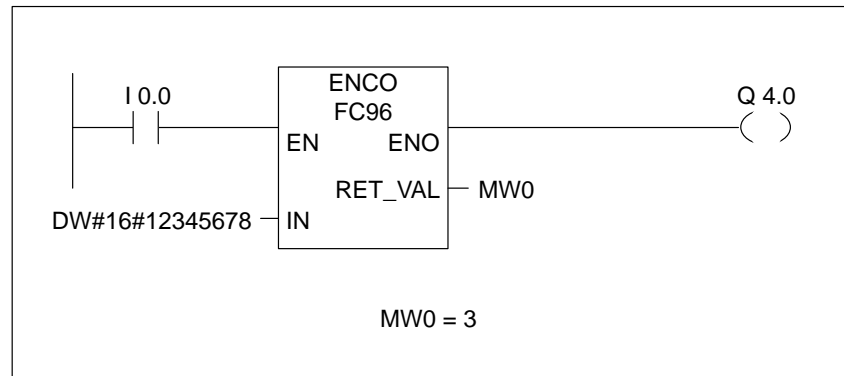 I 0.0
ENCO
FC96
Q 4.0
EN ENO
RET_VAL MW0
DW#16#12345678 IN
MW0 = 3